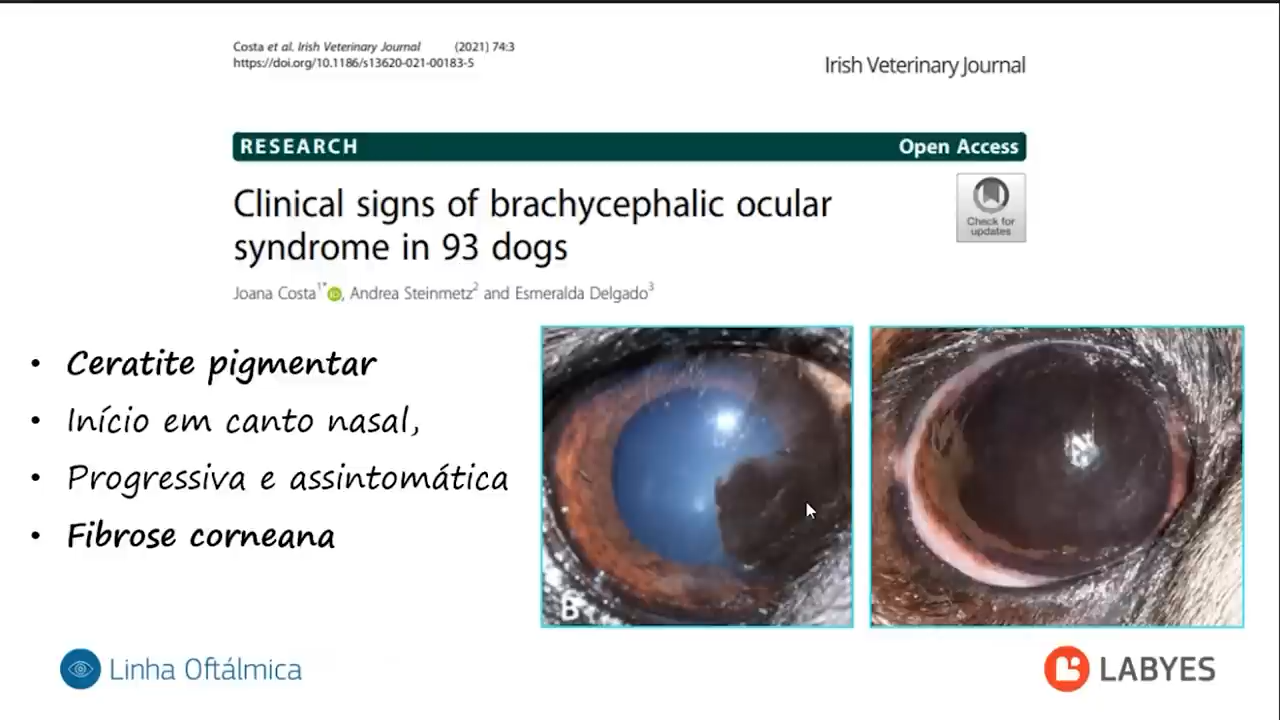 Costa et al. Irish Veterinary Journal (2021) 74:3
https://doi.org/10.1186/s13620-021-00183-5
Irish Veterinary Journal
RESEARCH Open Access
Clinical signs of brachycephalic ocular
syndrome in 93 dogs
Check for
updates
Joana Costa1*, Andrea Steinmetz2 and Esmeralda Delgado3
• Ceratite pigmentar
• Início em canto nasal,
• Progressiva e assintomática
• Fibrose corneana
B
Linha Oftálmica
LABYES